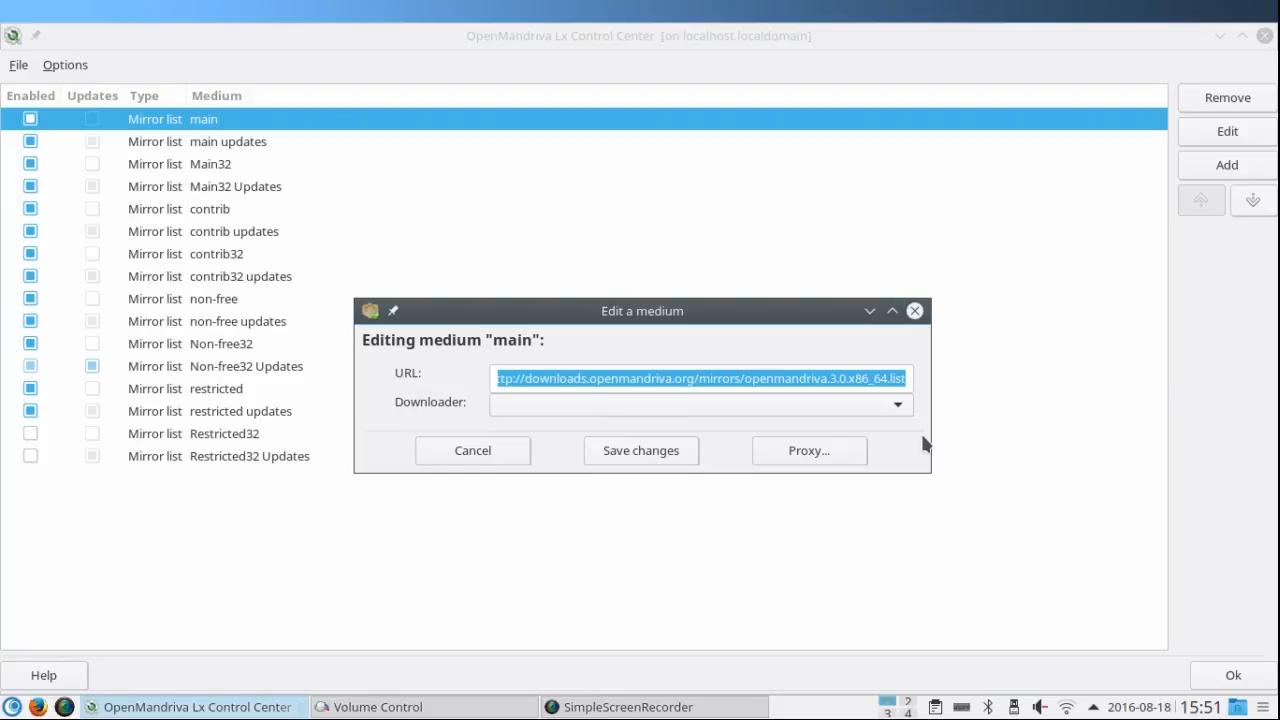 OpenMandriva Lx Control Center [on localhost.localdomain]
File Options
Enabled Updates Type Medium
Mirror list main
Mirror list main updates
Mirror list Main32
Mirror list Main32 Updates
Mirror list contrib
Mirror list contrib updates
Mirror list contrib32
Mirror list contrib32 updates
Mirror list non-free
Mirror list non-free updates
Mirror list Non-free32
Mirror list Non-free32 Updates
Mirror list restricted
Mirror list restricted updates
Mirror list Restricted32
Mirror list Restricted32 Updates
Remove
Edit
Add
Edit a medium
Editing medium "main":
URL: ttp://downloads.openmandriva.org/mirrors/openmandriva.3.0.x86_64.list
Downloader:
Cancel Save changes Proxy...
Help Ok
OpenMandriva Lx Control Center Volume Control SimpleScreenRecorder 2 3 4 2016-08-18 15:51